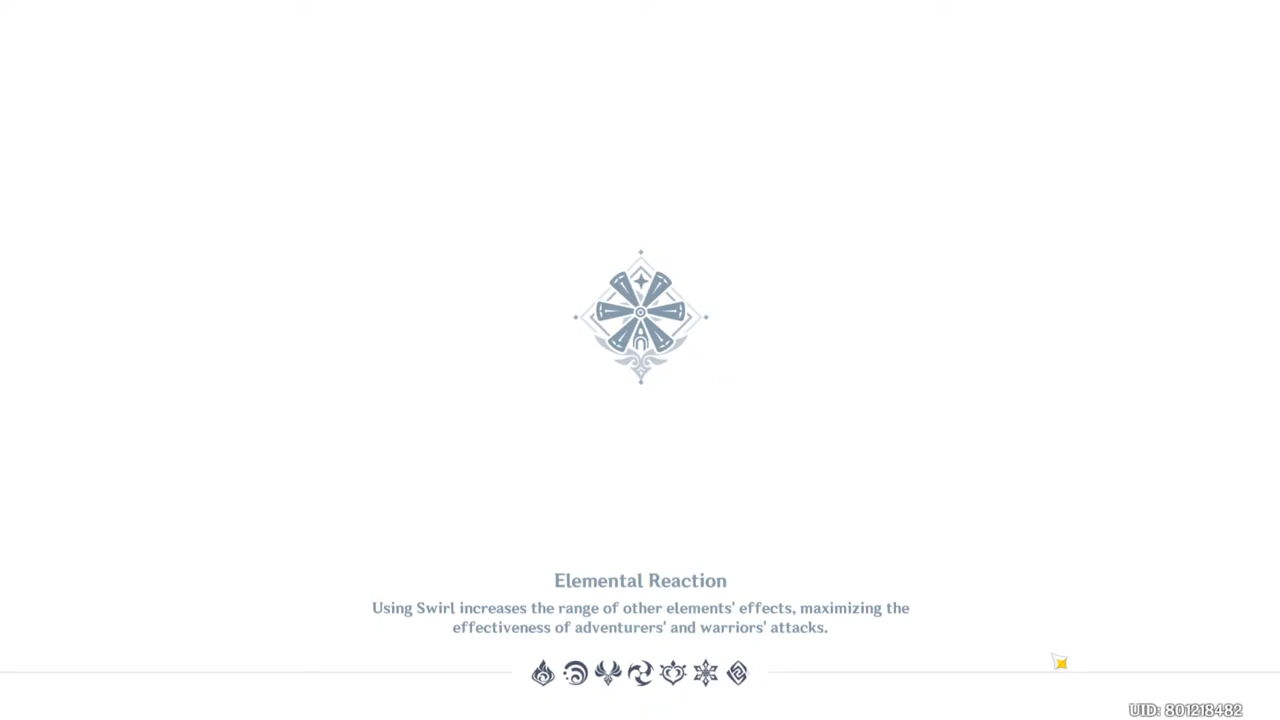 Elemental Reaction
Using Swirl increases the range of other elements' effects, maximizing the
effectiveness of adventurers' and warriors' attacks.
UID: 801218482